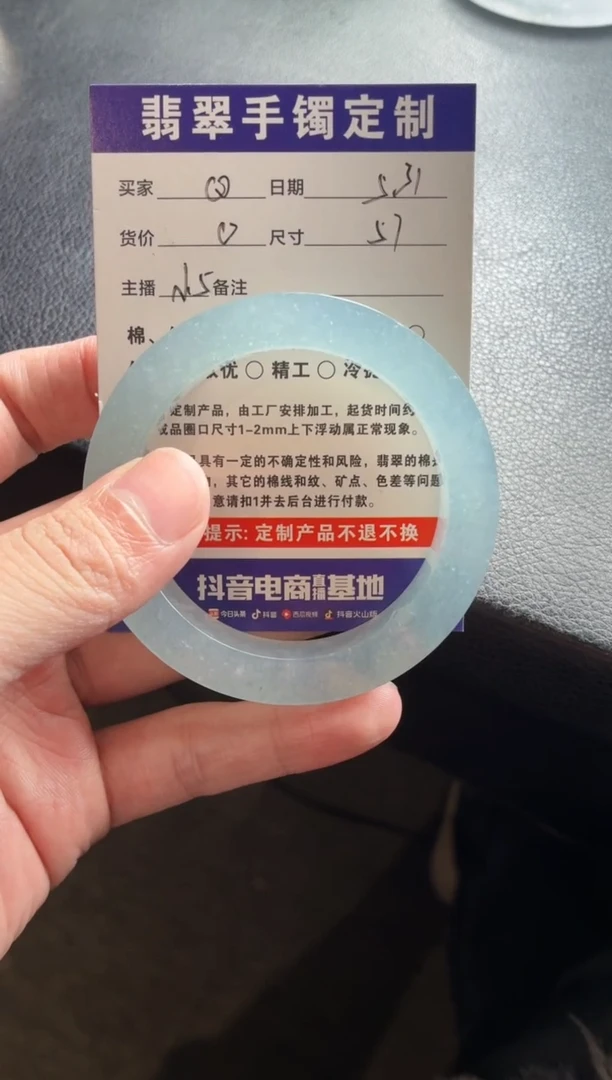 翡翠手镯定制
买家 日期 5.31
货价 0 尺寸 57
主播 N.5 备注
棉、
优 ○ 精工 ○ 冷
定制产品，由工厂安排加工，起货时间约
成品圈口尺寸1-2mm上下浮动属正常现象。
具有一定的不确定性和风险，翡翠的棉
，其它的棉线和纹、矿点、色差等问题
意请扣1并去后台进行付款。
提示: 定制产品不退不换
抖音电商直播基地
今日头条 抖音 西瓜视频 抖音火山版